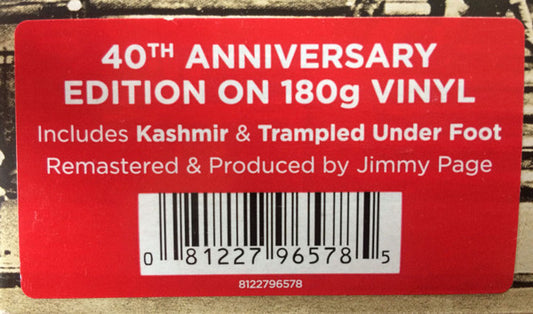 40TH ANNIVERSARY
EDITION ON 180g VINYL
Includes Kashmir & Trampled Under Foot
Remastered & Produced by Jimmy Page
0 81227 96578 5
8122796578